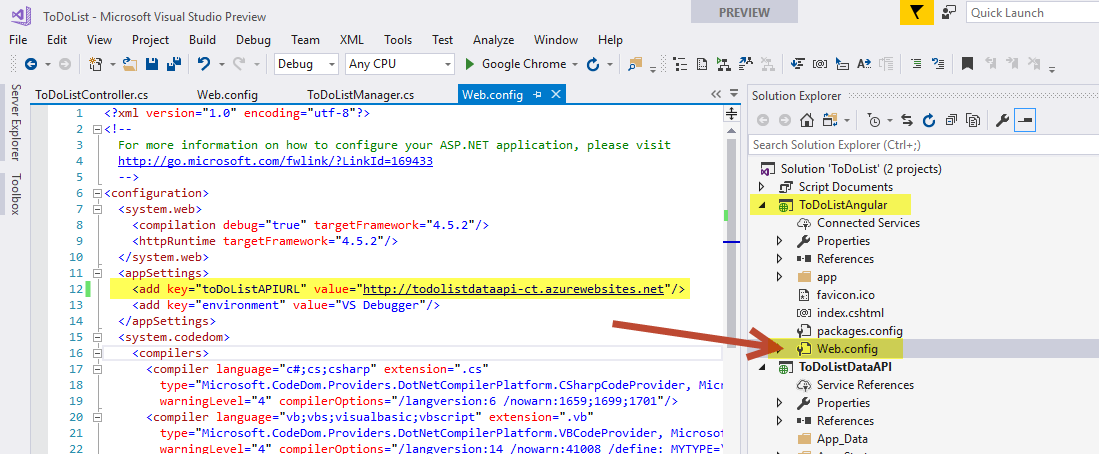 ToDoList - Microsoft Visual Studio Preview
PREVIEW
Quick Launch
File Edit View Project Build Debug Team XML Tools Test Analyze Window Help
Debug Any CPU Google Chrome
Server Explorer
Toolbox
ToDoListController.cs Web.config ToDoListManager.cs Web.config
1 <?xml version="1.0" encoding="utf-8"?>
2 <!--
3 For more information on how to configure your ASP.NET application, please visit
4 http://go.microsoft.com/fwlink/?LinkId=169433
5 -->
6 <configuration>
7 <system.web>
8 <compilation debug="true" targetFramework="4.5.2"/>
9 <httpRuntime targetFramework="4.5.2"/>
10 </system.web>
11 <appSettings>
12 <add key="toDoListAPIURL" value="http://todolistdataapi-ct.azurewebsites.net"/>
13 <add key="environment" value="VS Debugger"/>
14 </appSettings>
15 <system.codedom>
16 <compilers>
17 <compiler language="c#;cs;csharp" extension=".cs"
18 type="Microsoft.CodeDom.Providers.DotNetCompilerPlatform.CSharpCodeProvider, Micr
19 warningLevel="4" compilerOptions="/langversion:6 /nowarn:1659;1699;1701"/>
20 <compiler language="vb;vbs;visualbasic;vbscript" extension=".vb"
21 type="Microsoft.CodeDom.Providers.DotNetCompilerPlatform.VBCodeProvider, Microsof
22 warningLevel="4" compilerOptions="/langversion:14 /nowarn:41008 /define:_MYTYPE=\
Solution Explorer
Search Solution Explorer (Ctrl+;)
Solution 'ToDoList' (2 projects)
Script Documents
ToDoListAngular
Connected Services
Properties
References
app
favicon.ico
index.cshtml
packages.config
Web.config
ToDoListDataAPI
Service References
Properties
References
App_Data